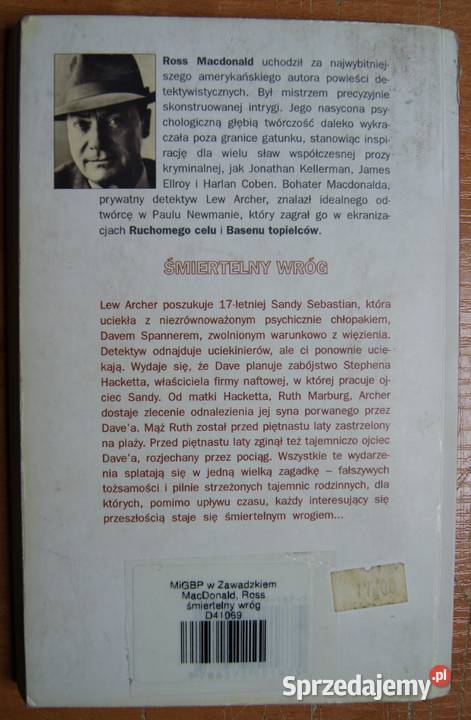 Ross Macdonald uchodził za najwybitniej-
szego amerykańskiego autora powieści de-
tektywistycznych. Był mistrzem precyzyjnie
skonstruowanej intrygi. Jego nasycona psy-
chologiczną głębią twórczość daleko wykra-
czała poza granice gatunku, stanowiąc inspi-
rację dla wielu sław współczesnej prozy
kryminalnej, jak Jonathan Kellerman, James
Ellroy i Harlan Coben. Bohater Macdonalda,
prywatny detektyw Lew Archer, znalazł idealnego od-
twórcę w Paulu Newmanie, który zagrał go w ekraniza-
cjach Ruchomego celu i Basenu topielców.
ŚMIERTELNY WRÓG
Lew Archer poszukuje 17-letniej Sandy Sebastian, która
uciekła z niezrównoważonym psychicznie chłopakiem,
Davem Spannerem, zwolnionym warunkowo z więzienia.
Detektyw odnajduje uciekinierów, ale ci ponownie ucie-
kają. Wydaje się, że Dave planuje zabójstwo Stephena
Hacketta, właściciela firmy naftowej, w której pracuje oj-
ciec Sandy. Od matki Hacketta, Ruth Marburg, Archer
dostaje zlecenie odnalezienia jej syna porwanego przez
Dave'a. Mąż Ruth został przed piętnastu laty zastrzelony
na plaży. Przed piętnastu laty zginął też tajemniczo ojciec
Dave'a, rozjechany przez pociąg. Wszystkie te wydarze-
nia splatają się w jedną wielką zagadkę – fałszywych
tożsamości i pilnie strzeżonych tajemnic rodzinnych, dla
których, pomimo upływu czasu, każdy interesujący się
przeszłością staje się śmiertelnym wrogiem...
MiGBP w Zawadzkiem
MacDonald, Ross
śmiertelny wróg
D41069
Sprzedajemy.pl